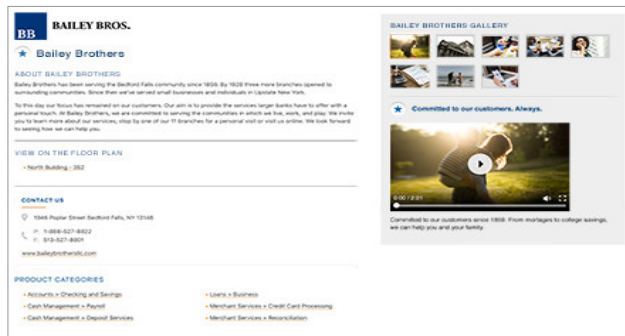 BB
BAILEY BROS.
Bailey Brothers
ABOUT BAILEY BROTHERS
Bailey Brothers has been serving the Bedford Falls community since 1859. By 1928 three more branches opened to
surrounding communities. Since then we've served small businesses and individuals in Upstate New York.
To this day our focus has remained on our customers. Our aim is to provide the services larger banks have to offer with a
personal touch. At Bailey Brothers, we are committed to serving the communities in which we live, work, and play. We invite
you to learn more about our services, stop by one of our 11 branches for a personal visit or visit us online. We look forward
to seeing how we can help you.
VIEW ON THE FLOOR PLAN
North Building - 352
CONTACT US
1946 Poplar Street Bedford Falls, NY 13148
P: 1-868-527-8822
F: 513-527-8801
www.baileybrothersllc.com
PRODUCT CATEGORIES
Accounts > Checking and Savings
Cash Management > Payroll
Cash Management > Deposit Services
Loans > Business
Merchant Services > Credit Card Processing
Merchant Services > Reconciliation
BAILEY BROTHERS GALLERY
Committed to our customers. Always.
0:00 / 2:01
Committed to our customers since 1859. From mortages to college savings,
we can help you and your family.